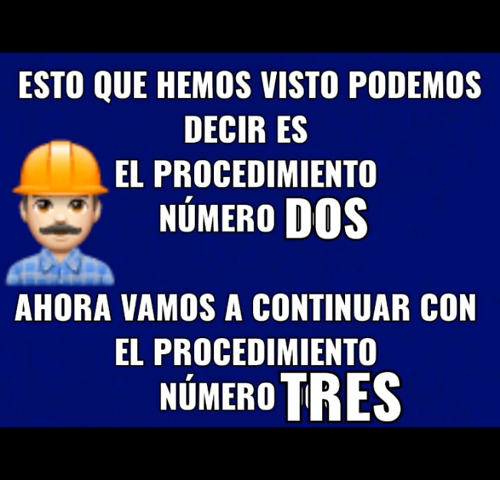 ESTO QUE HEMOS VISTO PODEMOS
DECIR ES
EL PROCEDIMIENTO
NÚMERO DOS
AHORA VAMOS A CONTINUAR CON
EL PROCEDIMIENTO
NÚMERO TRES